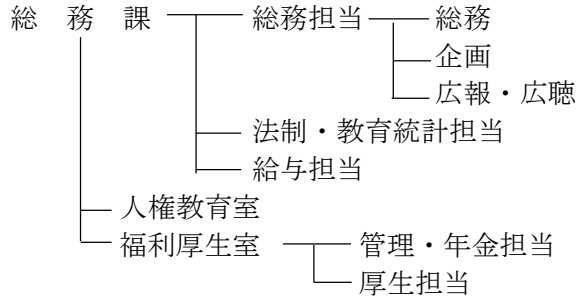 総務課 総務担当 総務
企画
広報・広聴
法制・教育統計担当
給与担当
人権教育室
福利厚生室 管理・年金担当
厚生担当